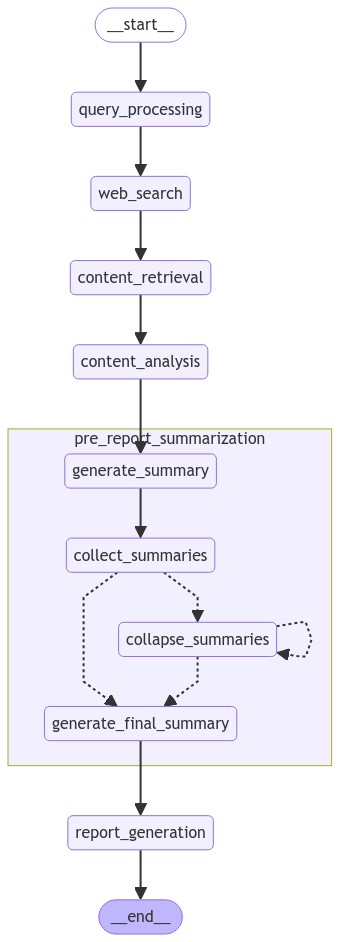 __start__
query_processing
web_search
content_retrieval
content_analysis
pre_report_summarization
generate_summary
collect_summaries
collapse_summaries
generate_final_summary
report_generation
__end__